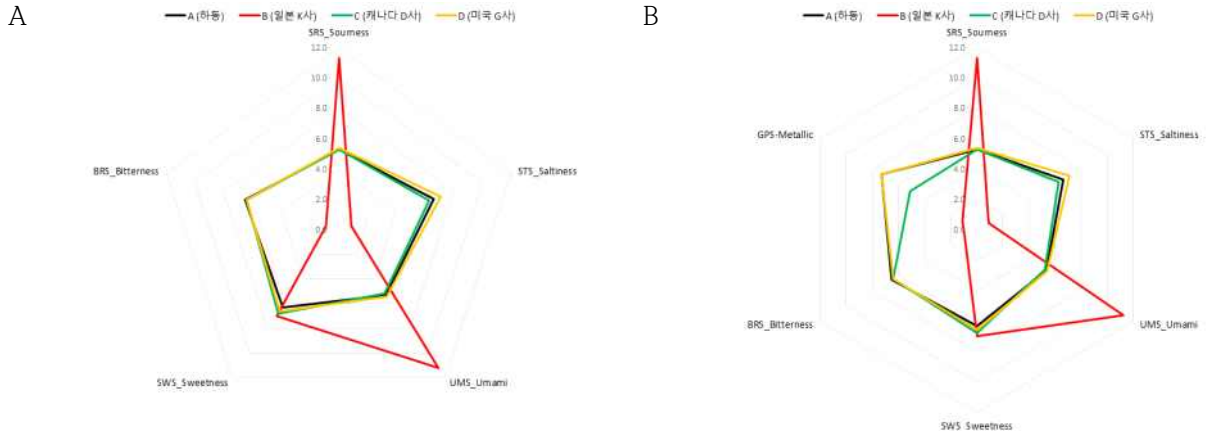 A
A (하동) B (일본 K사) C (캐나다 D사) D (미국 G사)
SRS_Sourness
12.0
10.0
8.0
6.0
4.0
2.0
0.0
BRS_Bitterness
STS_Saltiness
SWS_Sweetness
UMS_Umami
B
A (하동) B (일본 K사) C (캐나다 D사) D (미국 G사)
SRS_Sourness
12.0
10.0
8.0
6.0
4.0
2.0
0.0
GPS-Metallic
STS_Saltiness
BRS_Bitterness
UMS_Umami
SWS_Sweetness